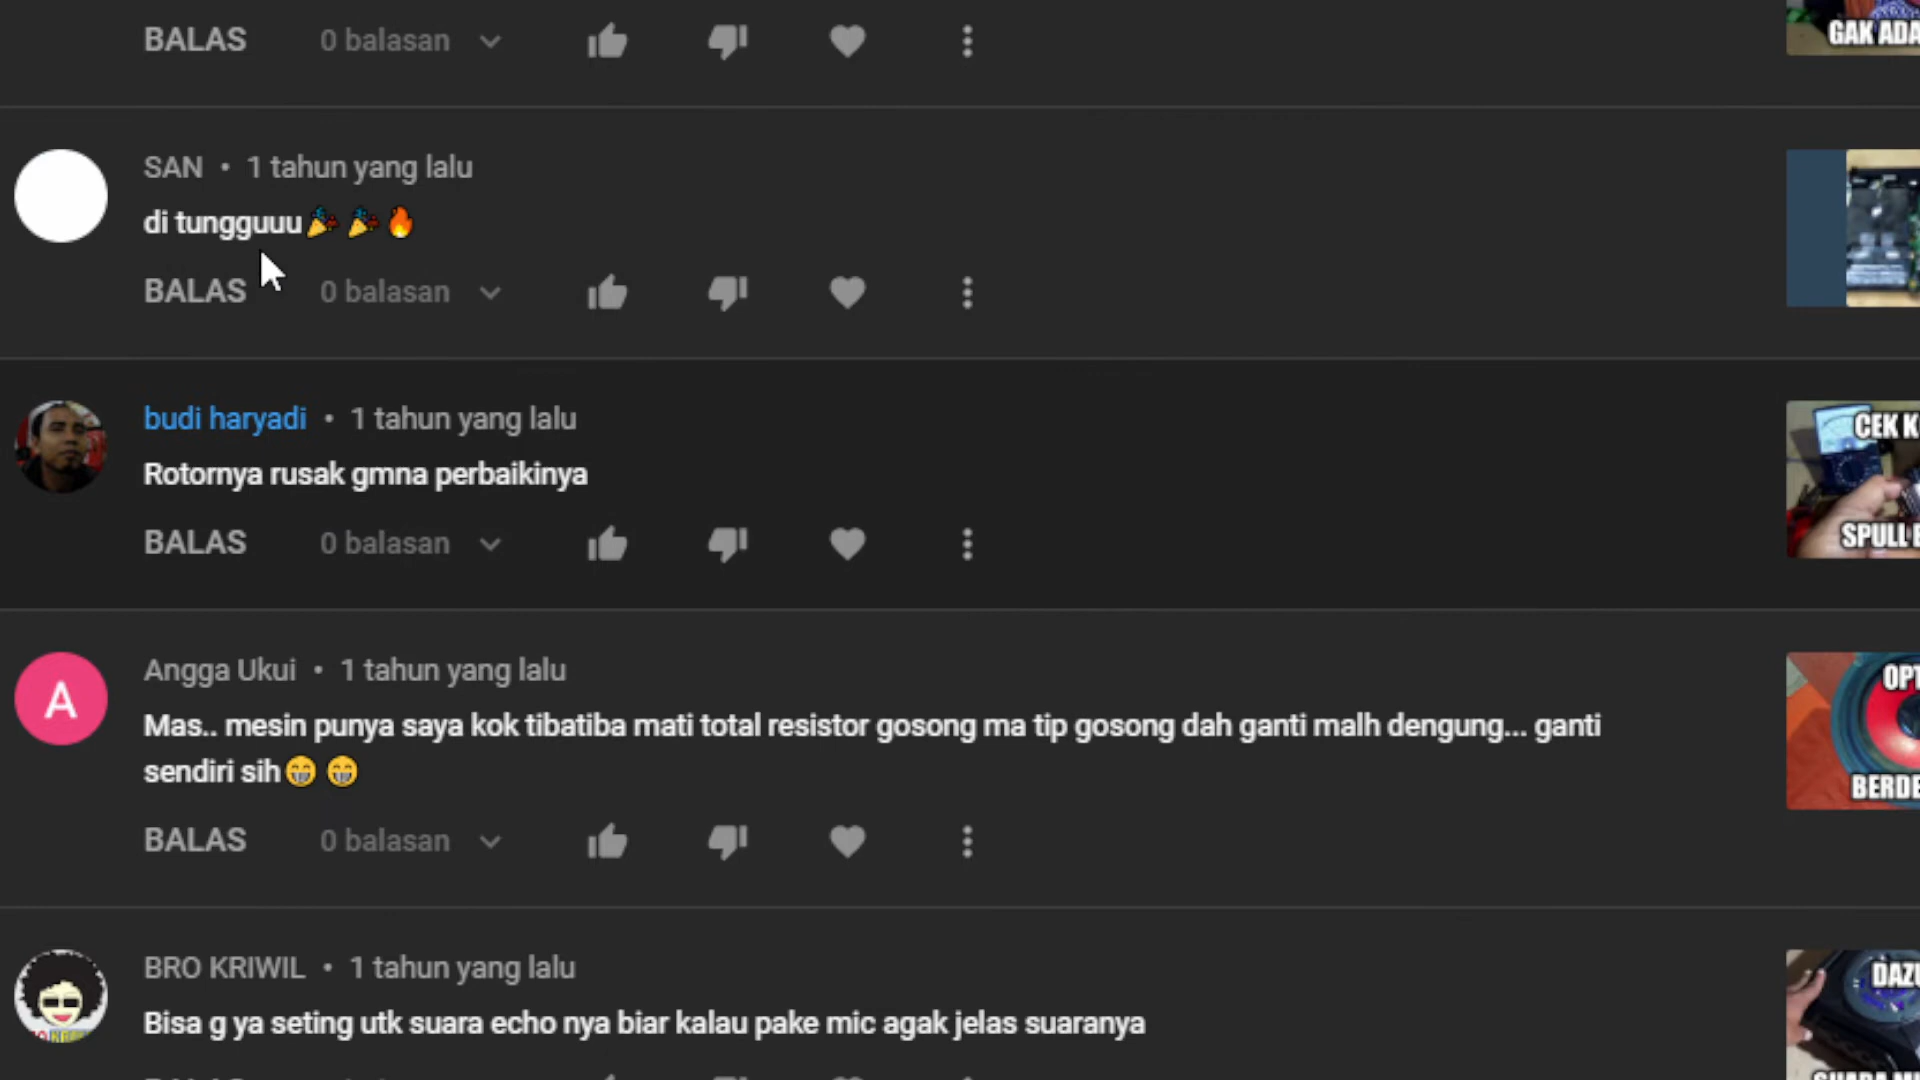 BALAS 0 balasan
GAK ADA
SAN • 1 tahun yang lalu
di tungguuu🎉 🎉 🔥
BALAS 0 balasan
budi haryadi • 1 tahun yang lalu
CEK K
Rotornya rusak gmna perbaikinya
SPULL
BALAS 0 balasan
Angga Ukui • 1 tahun yang lalu
A
OPT
Mas.. mesin punya saya kok tibatiba mati total resistor gosong ma tip gosong dah ganti malh dengung... ganti
sendiri sih😁 😁
BERDE
BALAS 0 balasan
BRO KRIWIL • 1 tahun yang lalu
DAZU
Bisa g ya seting utk suara echo nya biar kalau pake mic agak jelas suaranya